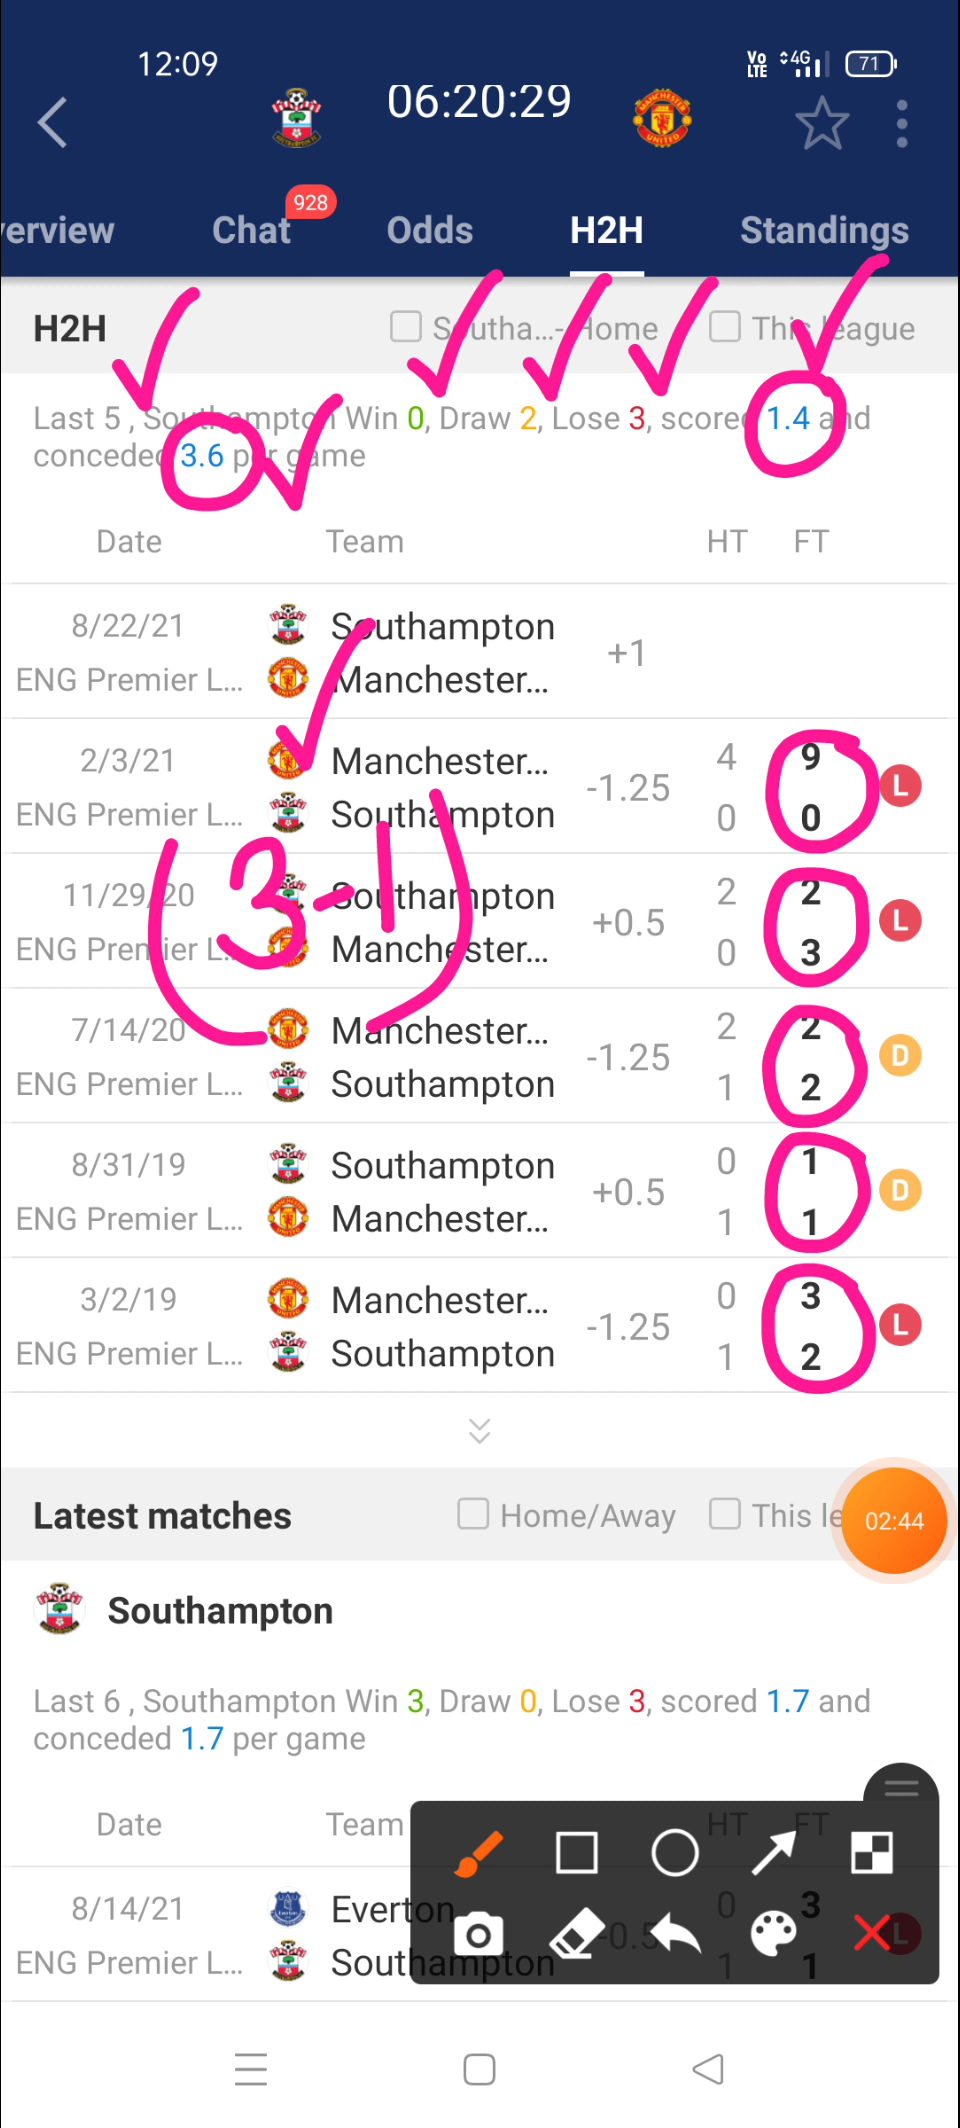 12:09 Vo LTE 4G 71
06:20:29
verview Chat 928 Odds H2H Standings
H2H Southa...- Home This league
Last 5 , Southampton Win 0, Draw 2, Lose 3, scored 1.4 and
conceded 3.6 per game
Date Team HT FT
8/22/21 Southampton
+1
ENG Premier L... Manchester...
2/3/21 Manchester... 4 9
-1.25 L
ENG Premier L... Southampton 0 0
(3-1)
11/29/20 Southampton 2 2
+0.5 L
ENG Premier L... Manchester... 0 3
7/14/20 Manchester... 2 2
-1.25 D
ENG Premier L... Southampton 1 2
8/31/19 Southampton 0 1
+0.5 D
ENG Premier L... Manchester... 1 1
3/2/19 Manchester... 0 3
-1.25 L
ENG Premier L... Southampton 1 2
Latest matches Home/Away This le
02:44
Southampton
Last 6 , Southampton Win 3, Draw 0, Lose 3, scored 1.7 and
conceded 1.7 per game
Date Team HT FT
8/14/21 Everton 0 3
-0.5 L
ENG Premier L... Southampton 1 1